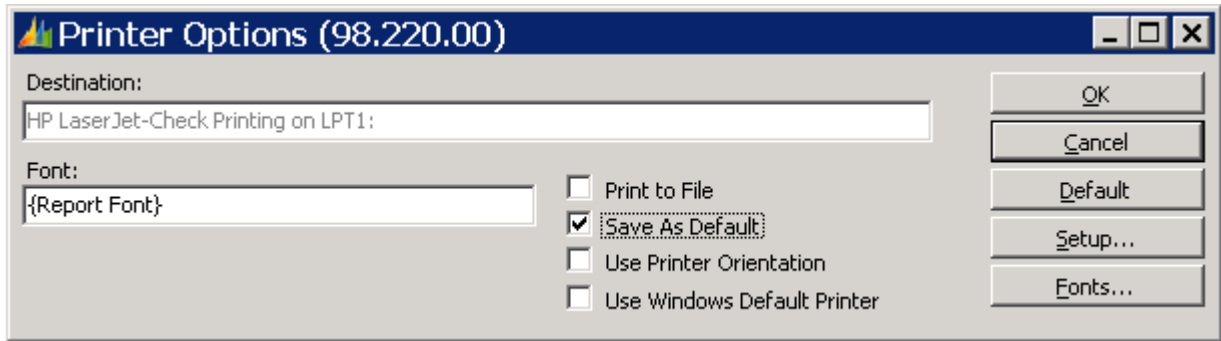 Printer Options (98.220.00)
Destination:
HP LaserJet-Check Printing on LPT1:
Font:
{Report Font}
Print to File
Save As Default
Use Printer Orientation
Use Windows Default Printer
OK
Cancel
Default
Setup...
Fonts...